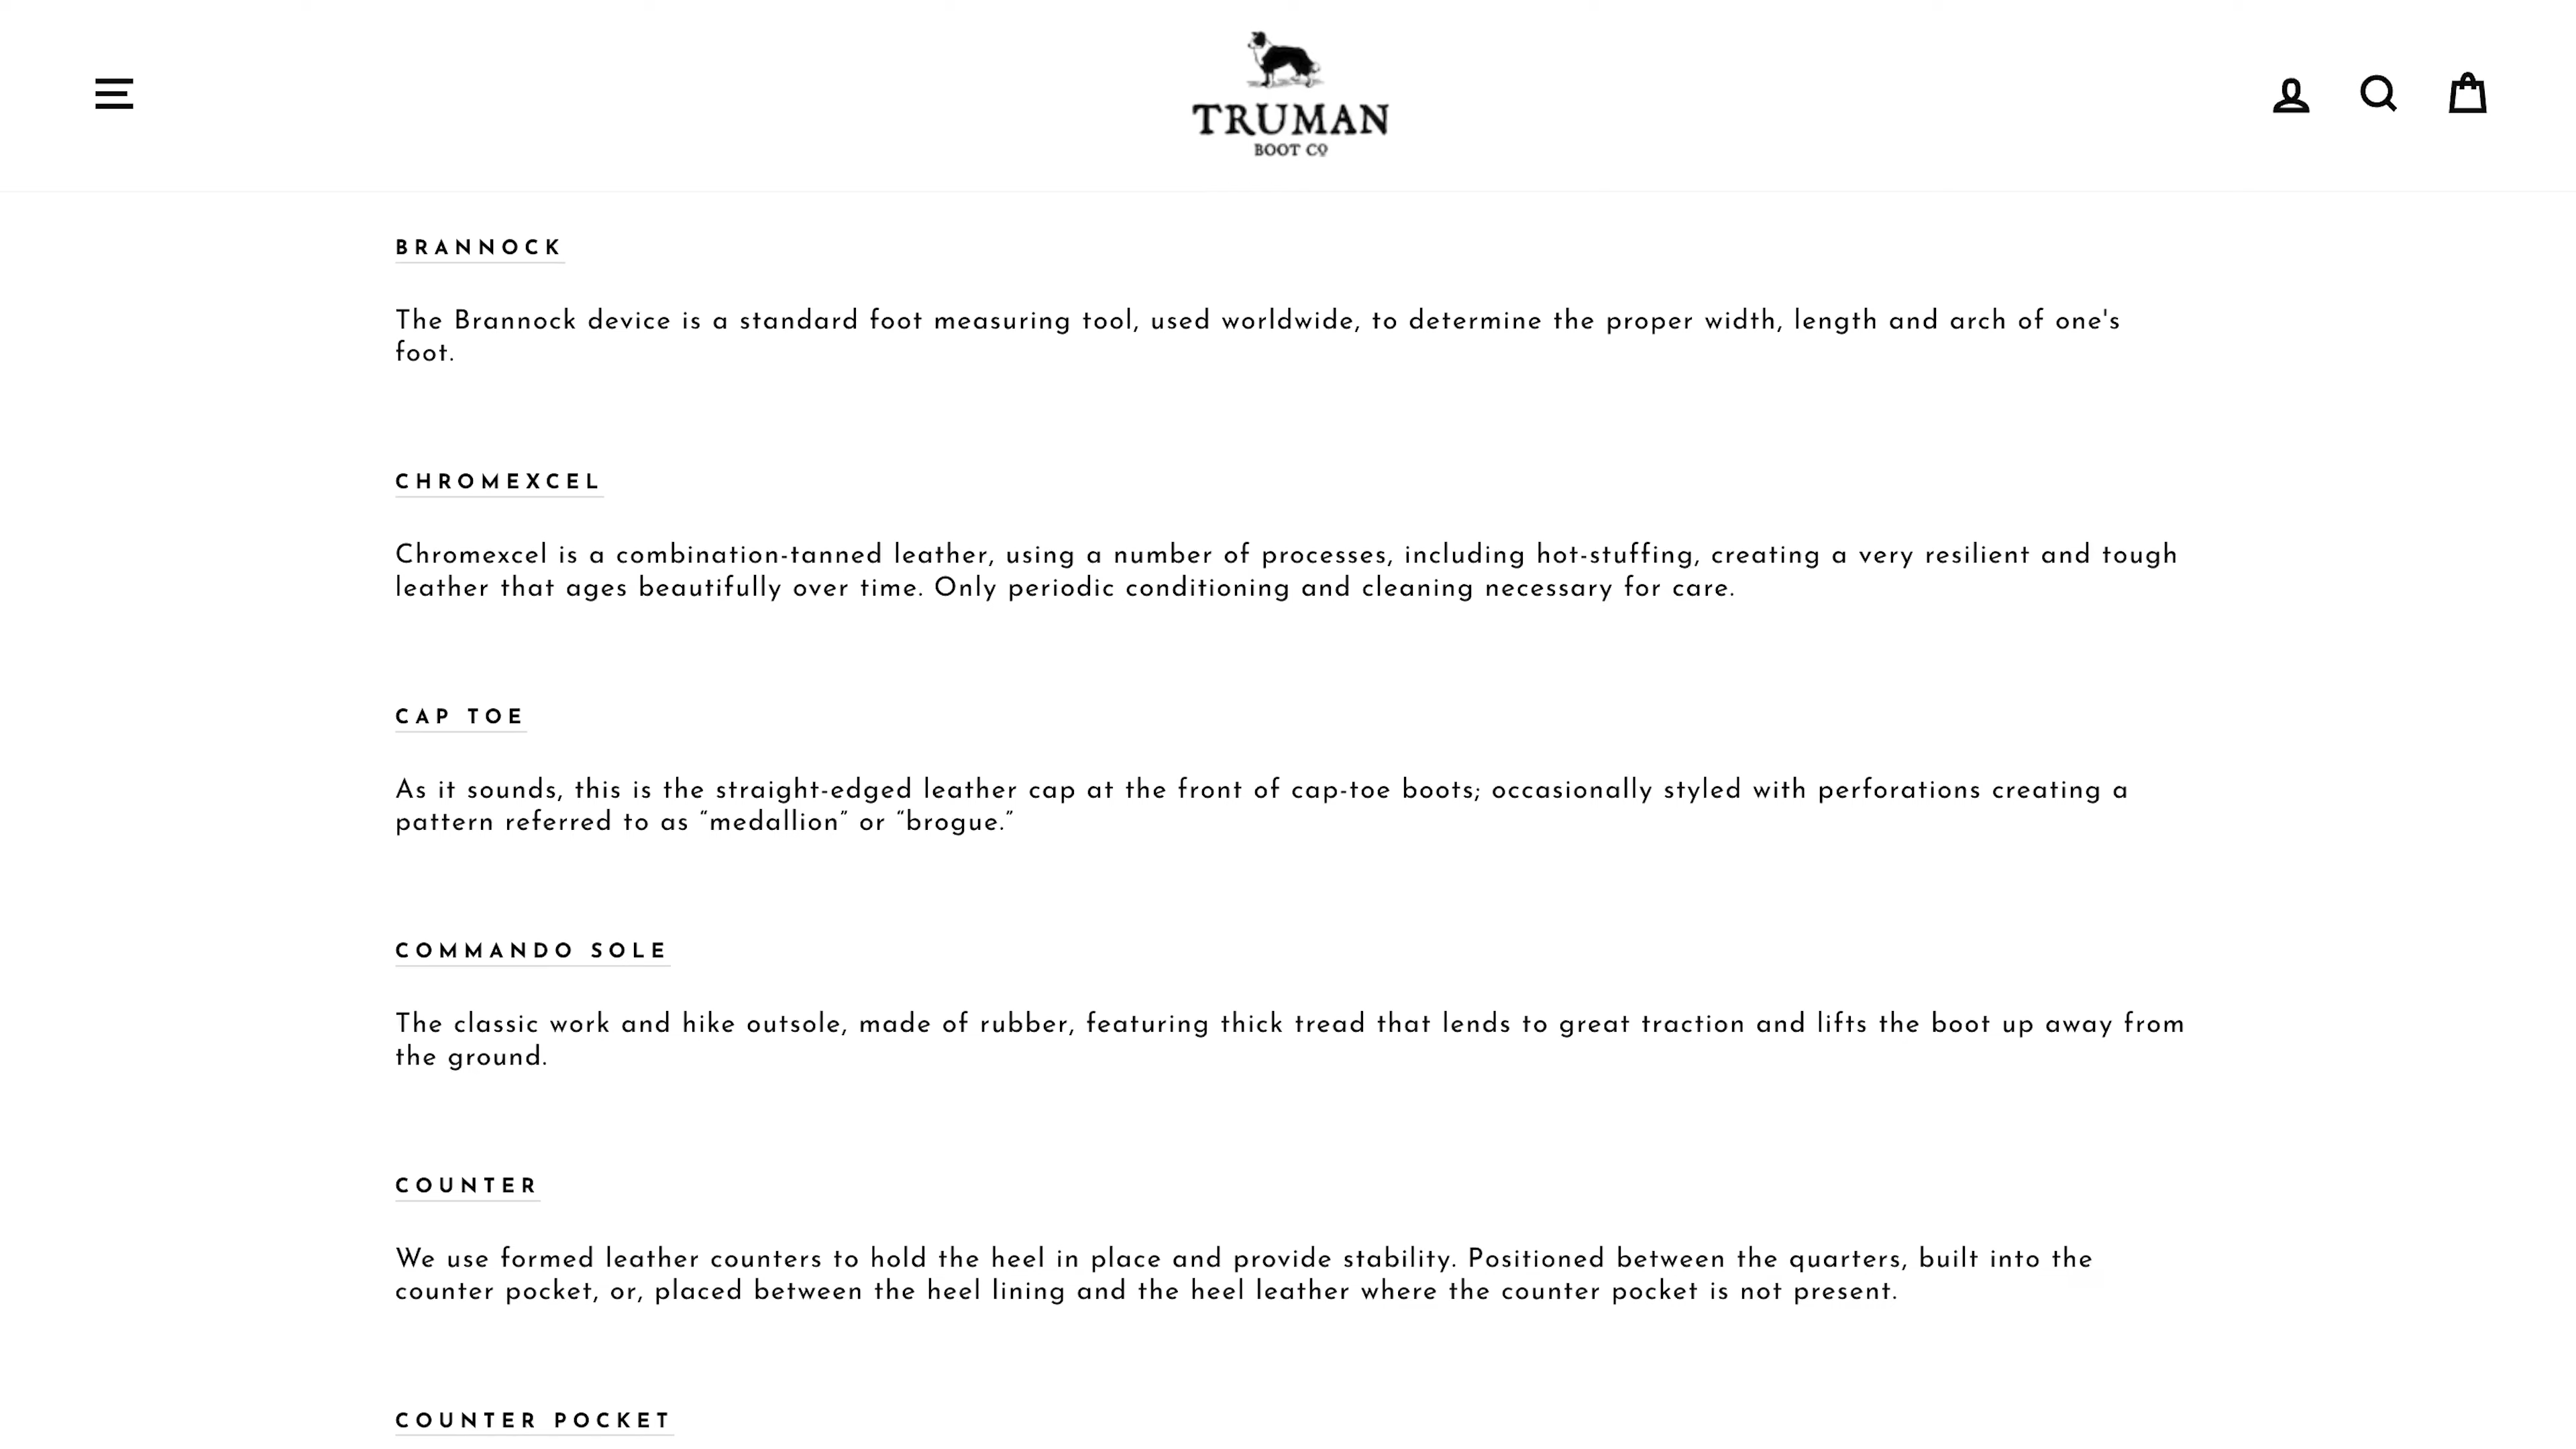 TRUMAN
BOOT CO
BRANNOCK
The Brannock device is a standard foot measuring tool, used worldwide, to determine the proper width, length and arch of one's
foot.
CHROMEXCEL
Chromexcel is a combination-tanned leather, using a number of processes, including hot-stuffing, creating a very resilient and tough
leather that ages beautifully over time. Only periodic conditioning and cleaning necessary for care.
CAP TOE
As it sounds, this is the straight-edged leather cap at the front of cap-toe boots; occasionally styled with perforations creating a
pattern referred to as “medallion” or “brogue.”
COMMANDO SOLE
The classic work and hike outsole, made of rubber, featuring thick tread that lends to great traction and lifts the boot up away from
the ground.
COUNTER
We use formed leather counters to hold the heel in place and provide stability. Positioned between the quarters, built into the
counter pocket, or, placed between the heel lining and the heel leather where the counter pocket is not present.
COUNTER POCKET